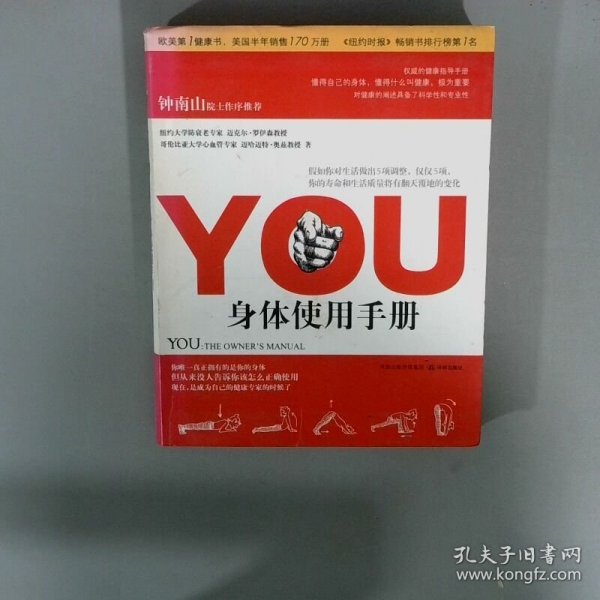 欧美第1健康书，美国半年销售170万册 《纽约时报》畅销书排行榜第1名
权威的健康指导手册
懂得自己的身体，懂得什么叫健康，极为重要
对健康的阐述具备了科学性和专业性
钟南山院士作序推荐
纽约大学防衰老专家 迈克尔·罗伊森教授
哥伦比亚大学心血管专家 迈哈迈特·奥兹教授 著
假如你对生活做出5项调整，仅仅5项，
你的寿命和生活质量将有翻天覆地的变化
YOU
身体使用手册
YOU: THE OWNER'S MANUAL
你唯一真正拥有的是你的身体
但从来没人告诉你该怎么正确使用
现在，是成为自己的健康专家的时候了
译林出版社
孔夫子旧书网
www.kongfz.com